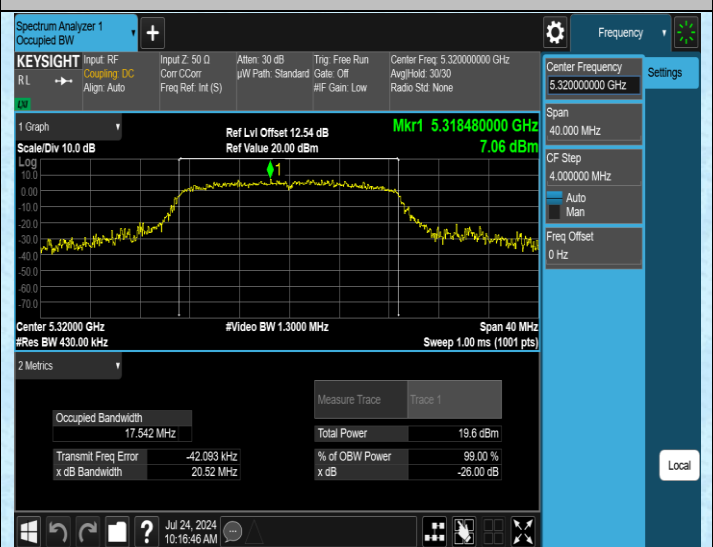 Spectrum Analyzer 1
Occupied BW
+
Frequency
KEYSIGHT
RL
Input: RF
Coupling: DC
Align: Auto
Input Z: 50 Ω
Corr CCorr
Freq Ref: Int (S)
Atten: 30 dB
µW Path: Standard
Trig: Free Run
Gate: Off
#IF Gain: Low
Center Freq: 5.320000000 GHz
Avg|Hold: 30/30
Radio Std: None
Center Frequency
5.320000000 GHz
Settings
Span
40.000 MHz
CF Step
4.000000 MHz
Auto
Man
Freq Offset
0 Hz
1 Graph
Scale/Div 10.0 dB
Ref Lvl Offset 12.54 dB
Ref Value 20.00 dBm
Mkr1 5.318480000 GHz
7.06 dBm
Log
10.0
0.00
-10.0
-20.0
-30.0
-40.0
-50.0
-60.0
-70.0
1
Center 5.32000 GHz
#Res BW 430.00 kHz
#Video BW 1.3000 MHz
Span 40 MHz
Sweep 1.00 ms (1001 pts)
2 Metrics
Measure Trace
Trace 1
Occupied Bandwidth
17.542 MHz
Total Power
19.6 dBm
Transmit Freq Error
-42.093 kHz
% of OBW Power
99.00 %
x dB Bandwidth
20.52 MHz
x dB
-26.00 dB
Local
?
Jul 24, 2024
10:16:46 AM